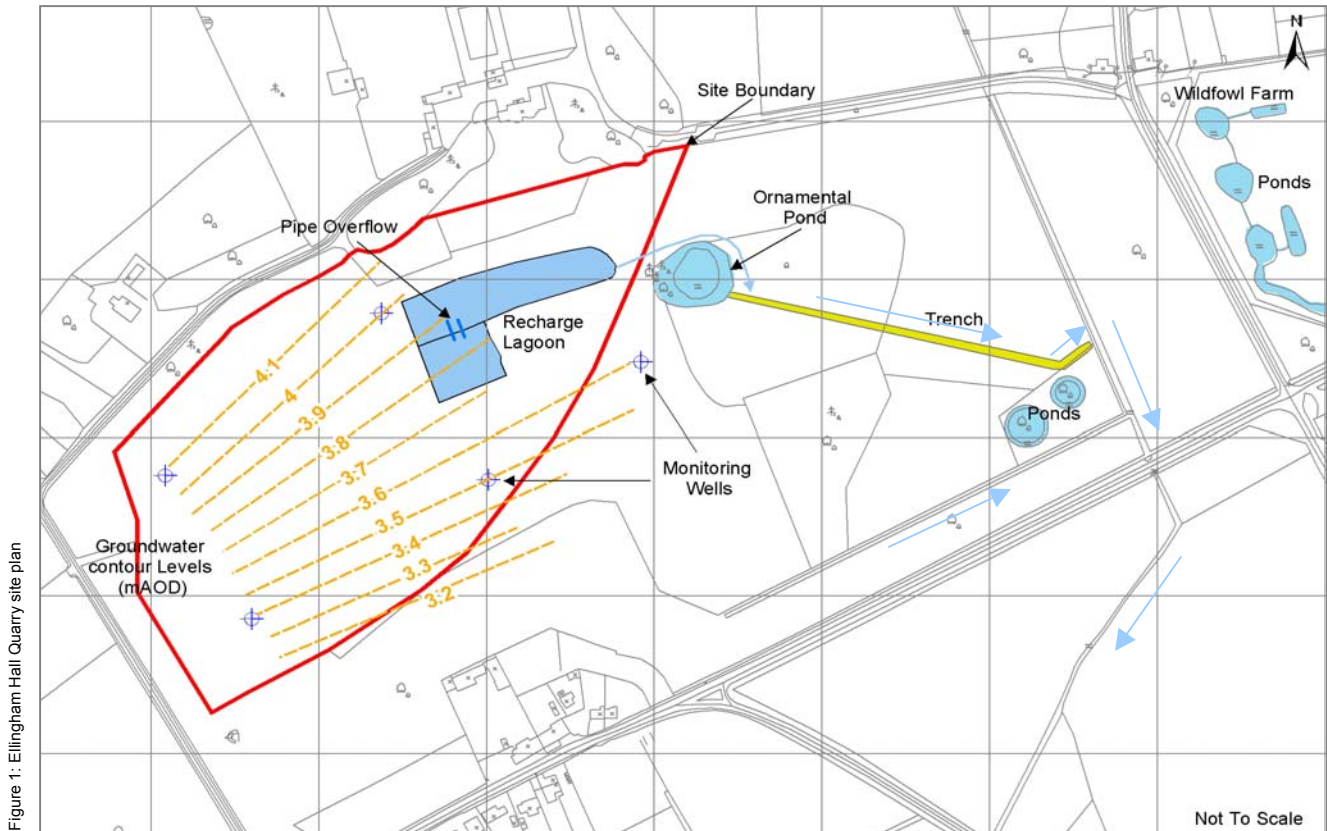 N
Site Boundary
Wildfowl Farm
Ornamental
Pond
Ponds
Pipe Overflow
Recharge
Lagoon
Trench
4.1
4
3.9
3.8
3.7
3.6
3.5
3.4
3.3
3.2
Ponds
Monitoring
Wells
Groundwater
contour Levels
(mAOD)
Not To Scale
Figure 1: Ellingham Hall Quarry site plan